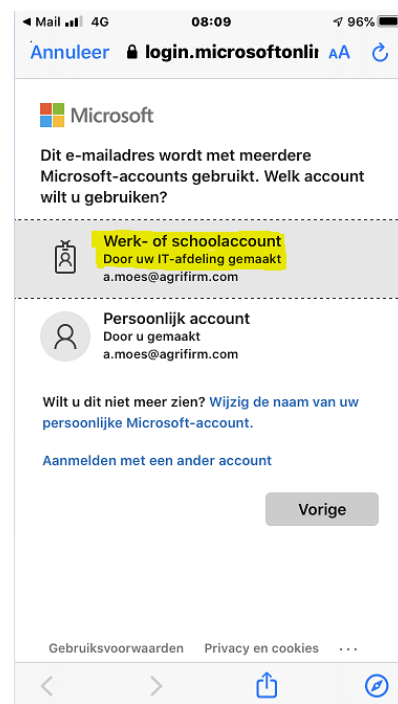 Mail 4G 08:09 96%
Annuleer login.microsoftonlir AA
Microsoft
Dit e-mailadres wordt met meerdere
Microsoft-accounts gebruikt. Welk account
wilt u gebruiken?
Werk- of schoolaccount
Door uw IT-afdeling gemaakt
a.moes@agrifirm.com
Persoonlijk account
Door u gemaakt
a.moes@agrifirm.com
Wilt u dit niet meer zien? Wijzig de naam van uw
persoonlijke Microsoft-account.
Aanmelden met een ander account
Vorige
Gebruiksvoorwaarden Privacy en cookies ...